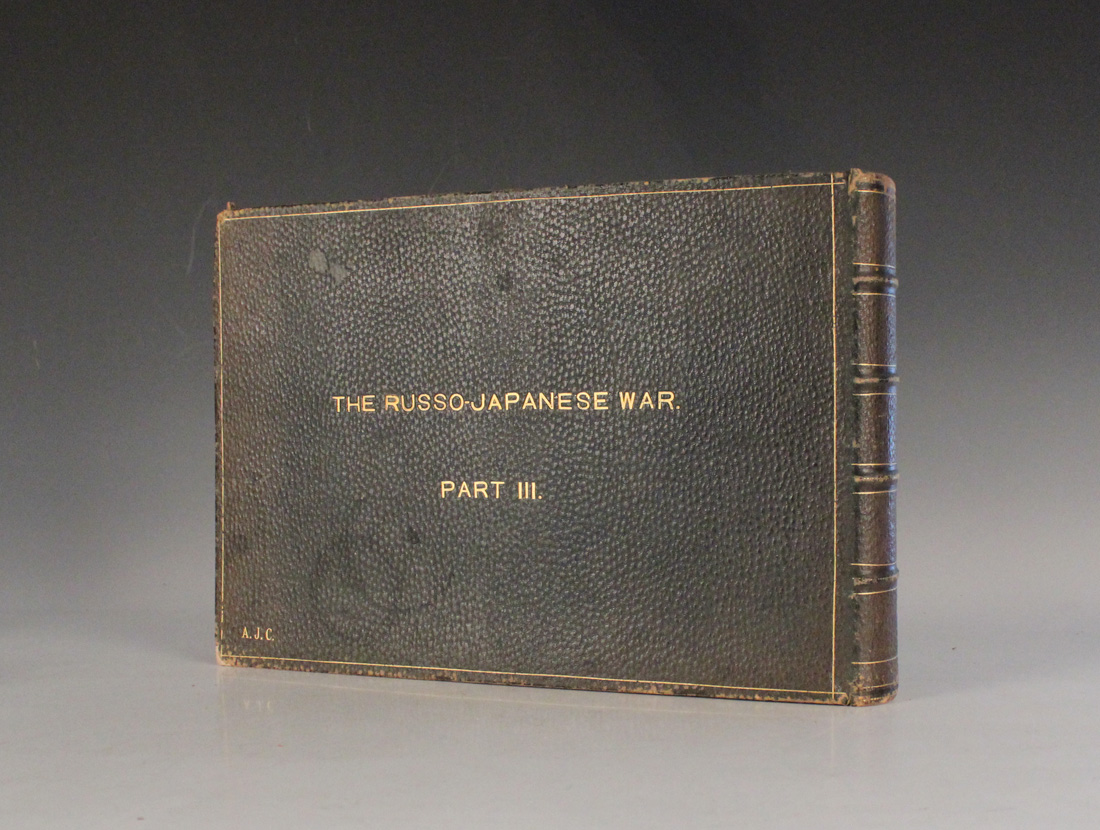 THE RUSSO-JAPANESE WAR.
PART III.
A. J. C.